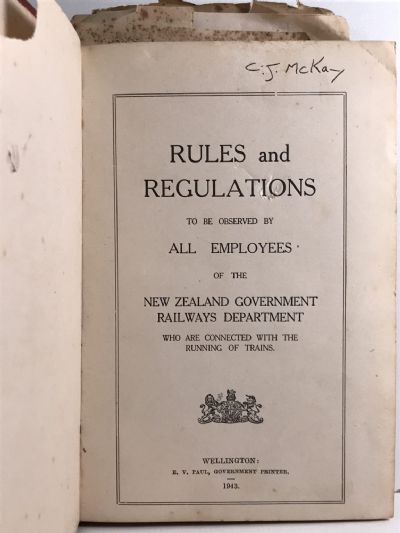 C. J. McKay
RULES and
REGULATIONS
TO BE OBSERVED BY
ALL EMPLOYEES
OF THE
NEW ZEALAND GOVERNMENT
RAILWAYS DEPARTMENT
WHO ARE CONNECTED WITH THE
RUNNING OF TRAINS.
WELLINGTON:
E. V. PAUL, GOVERNMENT PRINTER,
1943.